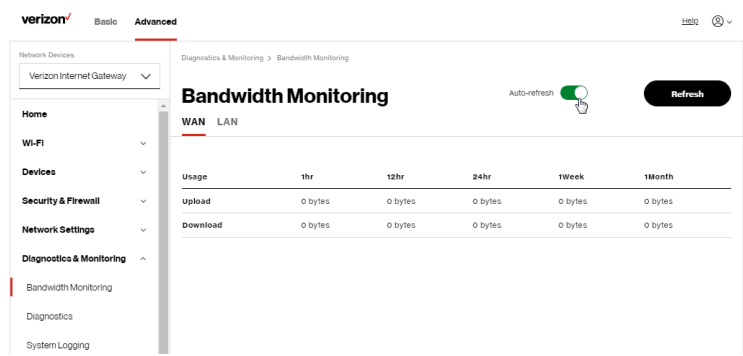 verizon Basic Advanced Help
Network Devices
Verizon Internet Gateway
Home
Wi-Fi
Devices
Security & Firewall
Network Settings
Diagnostics & Monitoring
Bandwidth Monitoring
Diagnostics
System Logging
Diagnostics & Monitoring > Bandwidth Monitoring
Bandwidth Monitoring Auto-refresh Refresh
WAN LAN
Usage 1hr 12hr 24hr 1Week 1Month
Upload 0 bytes 0 bytes 0 bytes 0 bytes 0 bytes
Download 0 bytes 0 bytes 0 bytes 0 bytes 0 bytes